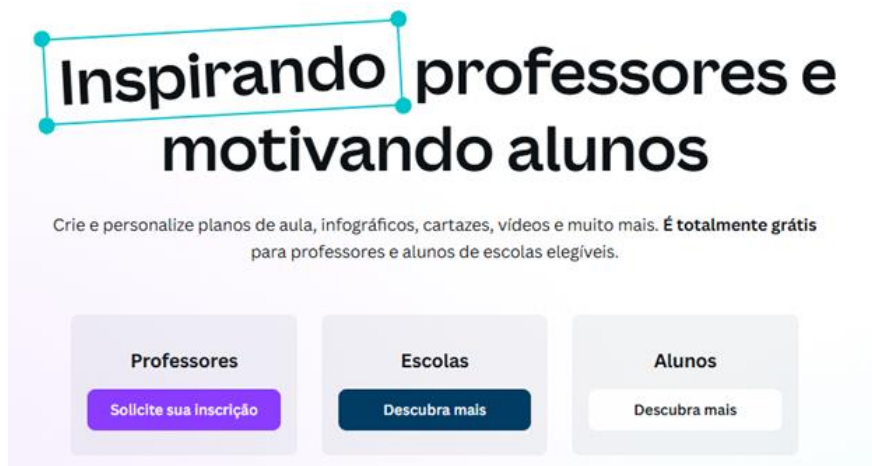 Inspirando professores e
motivando alunos
Crie e personalize planos de aula, infográficos, cartazes, vídeos e muito mais. É totalmente grátis
para professores e alunos de escolas elegíveis.
Professores
Solicite sua inscrição
Escolas
Descubra mais
Alunos
Descubra mais